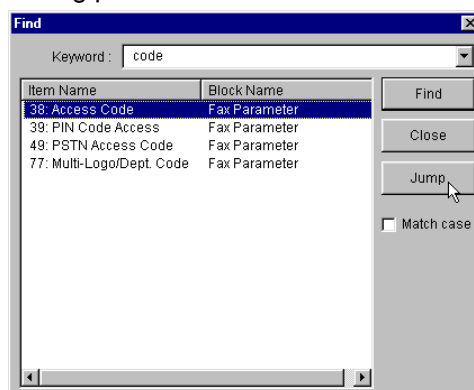 Find
Keyword : code
Item Name Block Name
38: Access Code Fax Parameter
39: PIN Code Access Fax Parameter
49: PSTN Access Code Fax Parameter
77: Multi-Logo/Dept. Code Fax Parameter
Find
Close
Jump
Match case